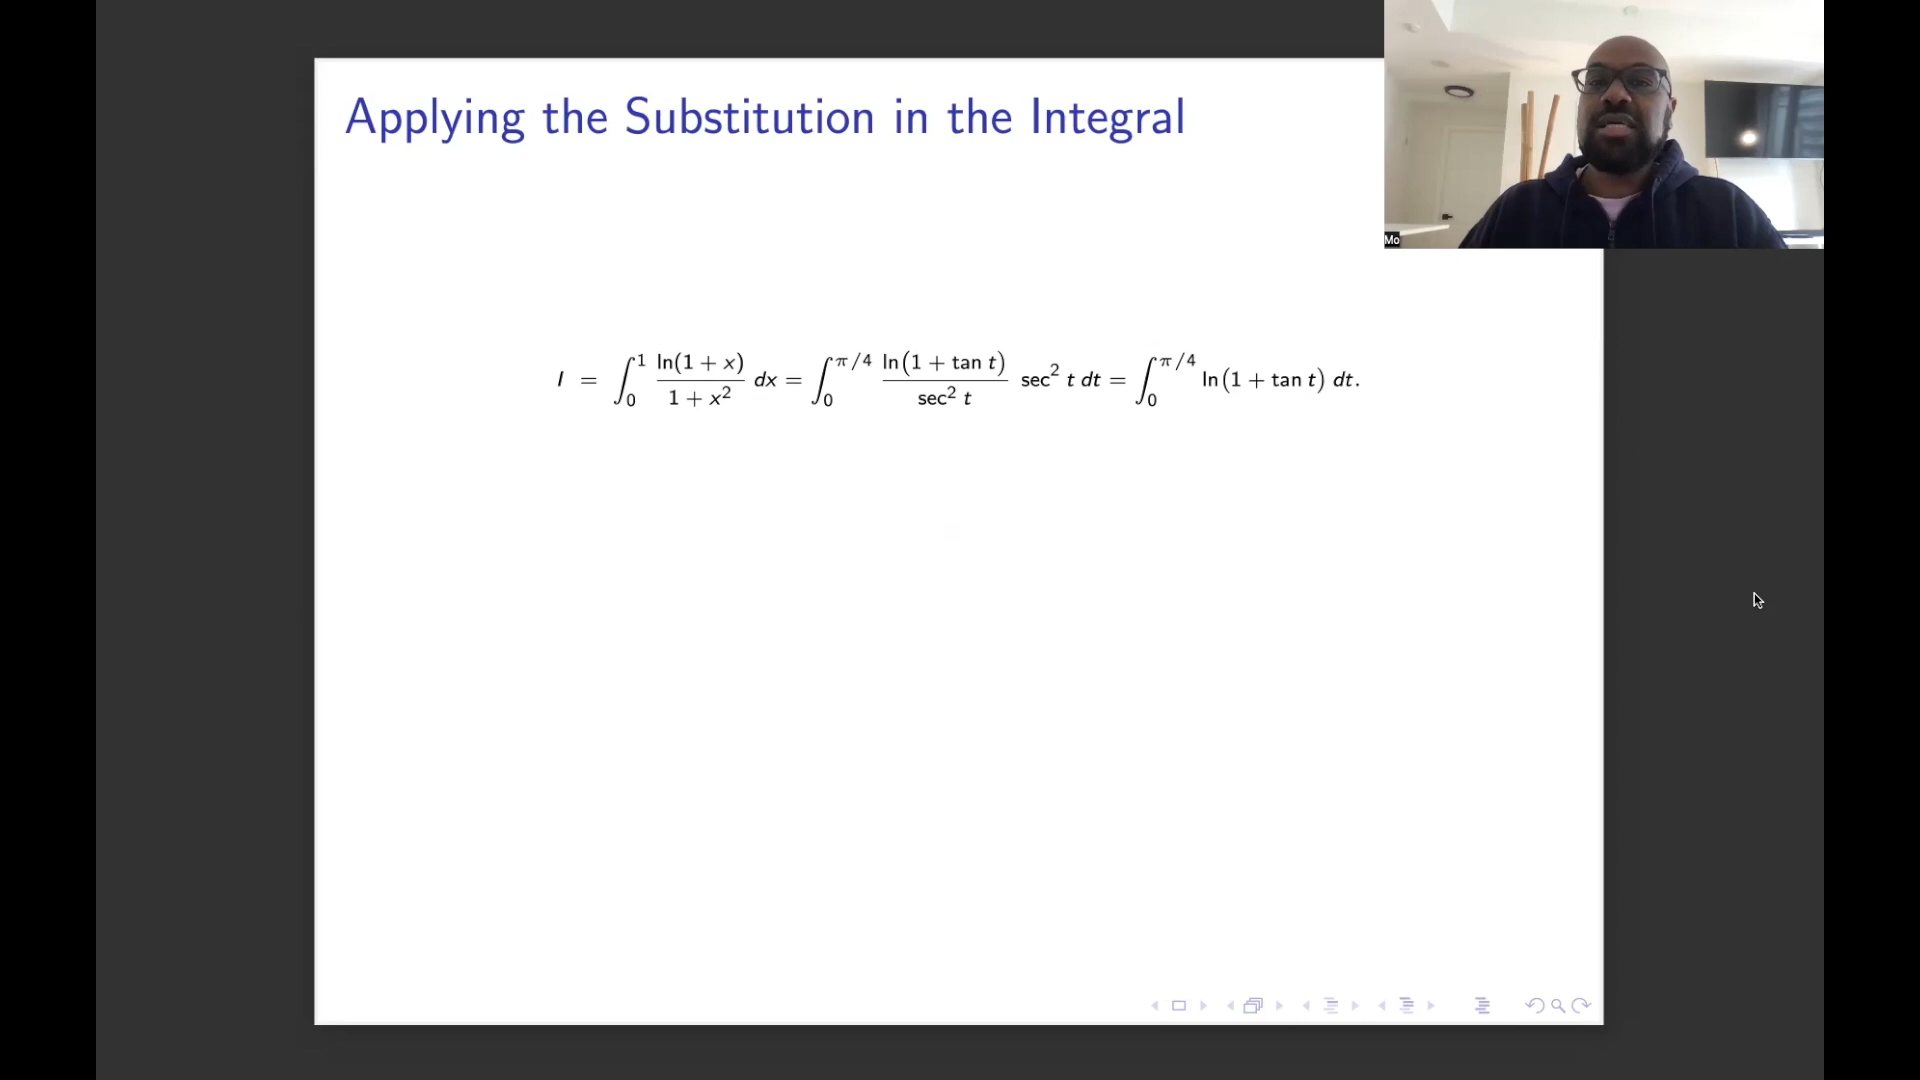 Applying the Substitution in the Integral
Mo
I = ∫₀¹ ln(1 + x) / (1 + x²) dx = ∫₀^{π/4} ln(1 + tan t) / sec² t sec² t dt = ∫₀^{π/4} ln(1 + tan t) dt.